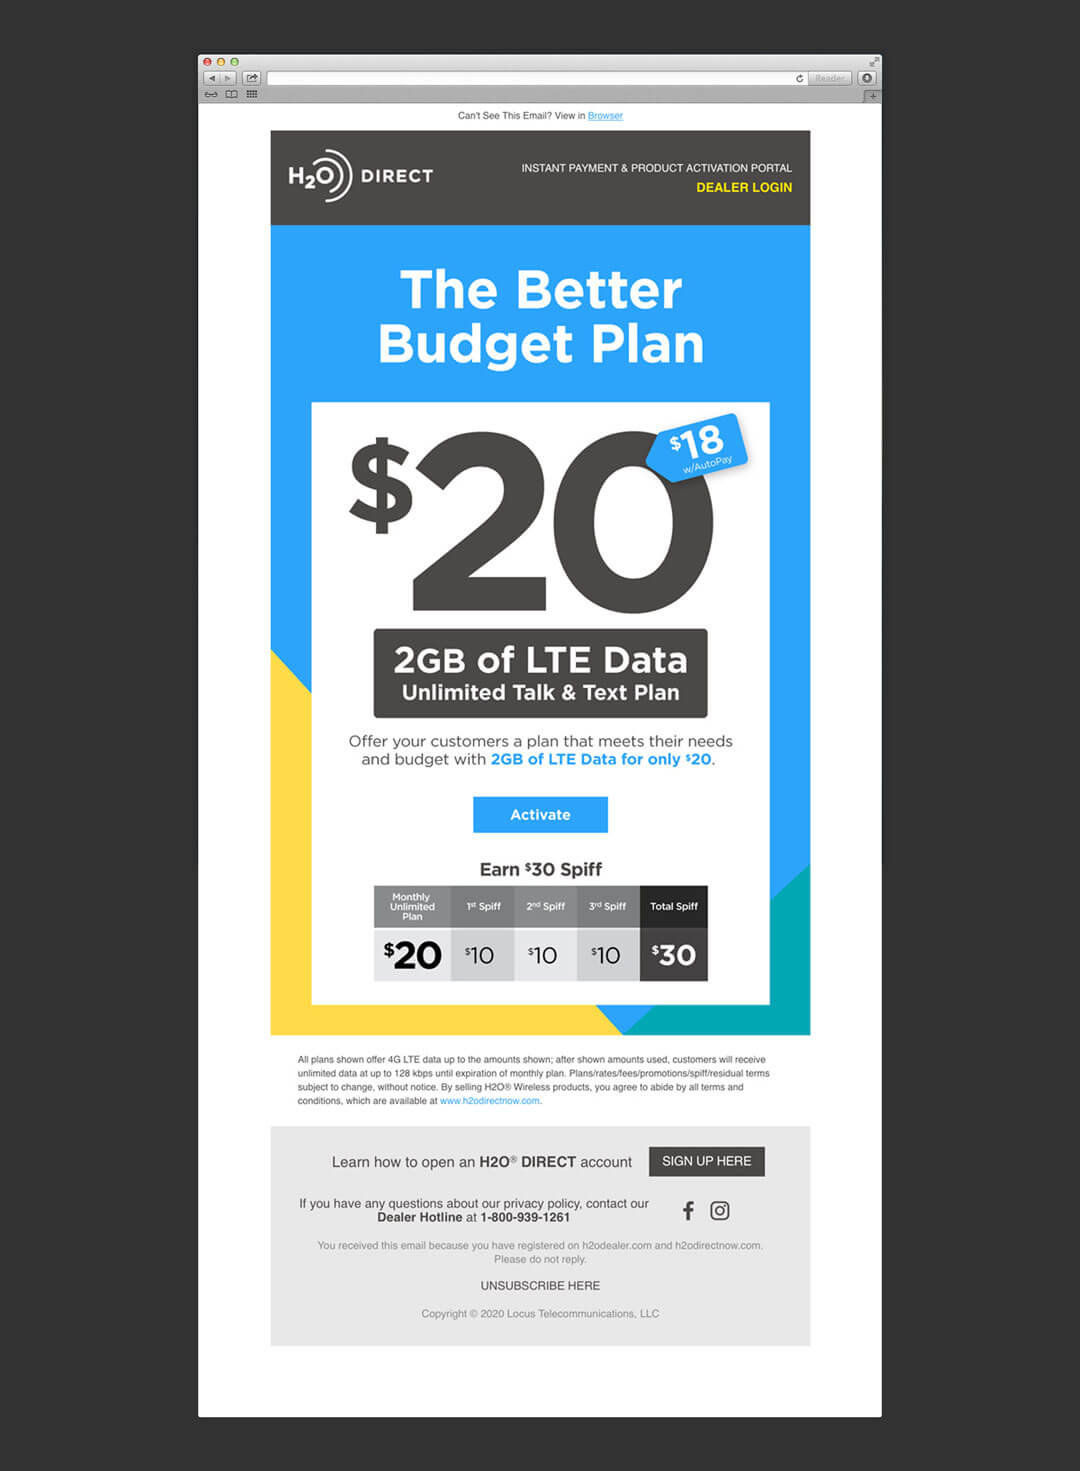 Reader
Can't See This Email? View in Browser
H2O DIRECT
INSTANT PAYMENT & PRODUCT ACTIVATION PORTAL
DEALER LOGIN
The Better
Budget Plan
$20
$18
w/AutoPay
2GB of LTE Data
Unlimited Talk & Text Plan
Offer your customers a plan that meets their needs
and budget with 2GB of LTE Data for only $20.
Activate
Earn $30 Spiff
Monthly
Unlimited
Plan
1st Spiff
2nd Spiff
3rd Spiff
Total Spiff
$20
$10
$10
$10
$30
All plans shown offer 4G LTE data up to the amounts shown; after shown amounts used, customers will receive
unlimited data at up to 128 kbps until expiration of monthly plan. Plans/rates/fees/promotions/spiff/residual terms
subject to change, without notice. By selling H2O® Wireless products, you agree to abide by all terms and
conditions, which are available at www.h2odirectnow.com.
Learn how to open an H2O® DIRECT account
SIGN UP HERE
If you have any questions about our privacy policy, contact our
Dealer Hotline at 1-800-939-1261
You received this email because you have registered on h2odealer.com and h2odirectnow.com.
Please do not reply.
UNSUBSCRIBE HERE
Copyright © 2020 Locus Telecommunications, LLC